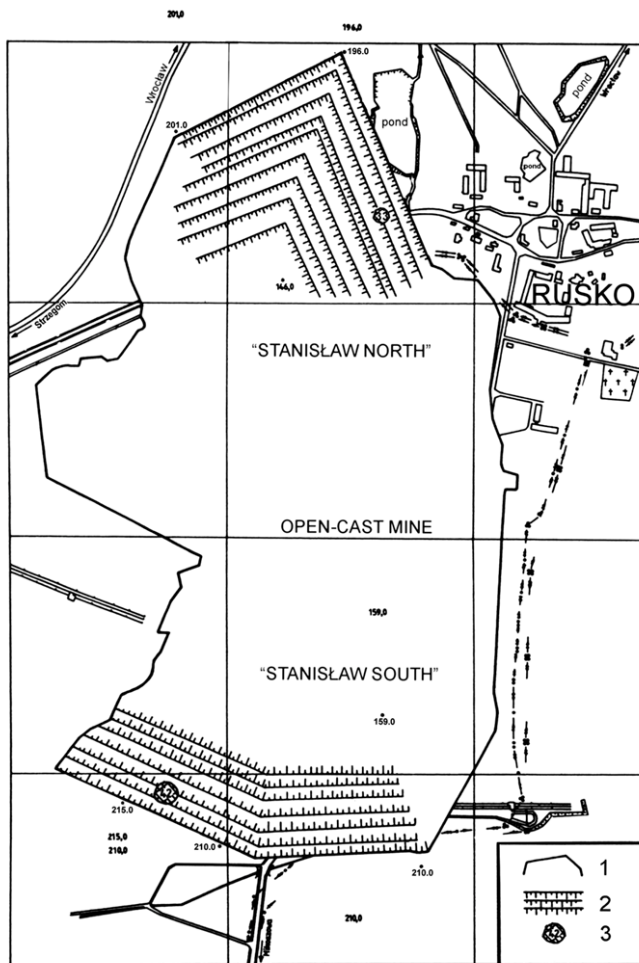 201,0
196,0
196.0
Wrocław
pond
Wrocław
201.0
pond
pond
146,0
RUSKO
Strzegom
"STANISŁAW NORTH"
OPEN-CAST MINE
159,0
"STANISŁAW SOUTH"
159.0
215.0
215,0
210,0
210.0
210.0
210,0
1
2
3